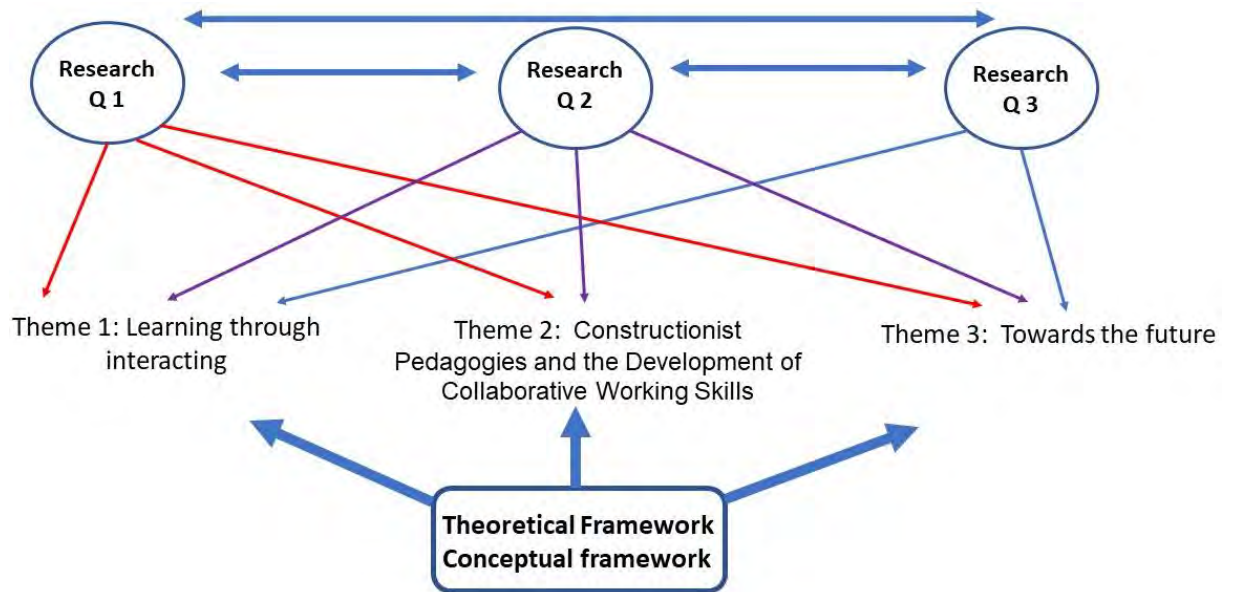 Research
Q 1
Research
Q 2
Research
Q 3
Theme 1: Learning through
interacting
Theme 2:  Constructionist
Pedagogies and the Development of
Collaborative Working Skills
Theme 3:  Towards the future
Theoretical Framework
Conceptual framework